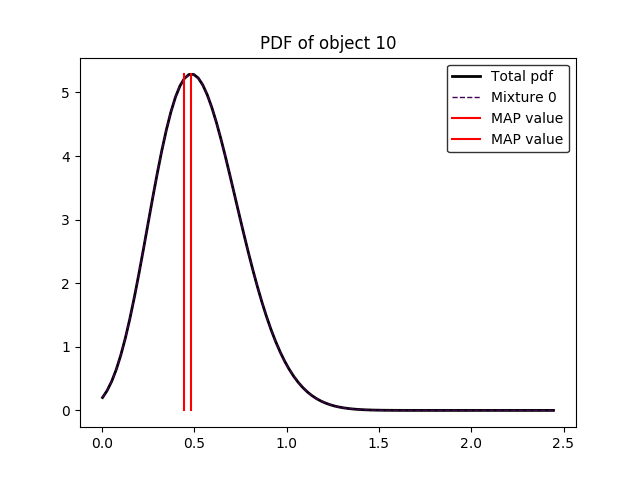 PDF of object 10
Total pdf
Mixture 0
MAP value
MAP value
5
4
3
2
1
0
0.0 0.5 1.0 1.5 2.0 2.5